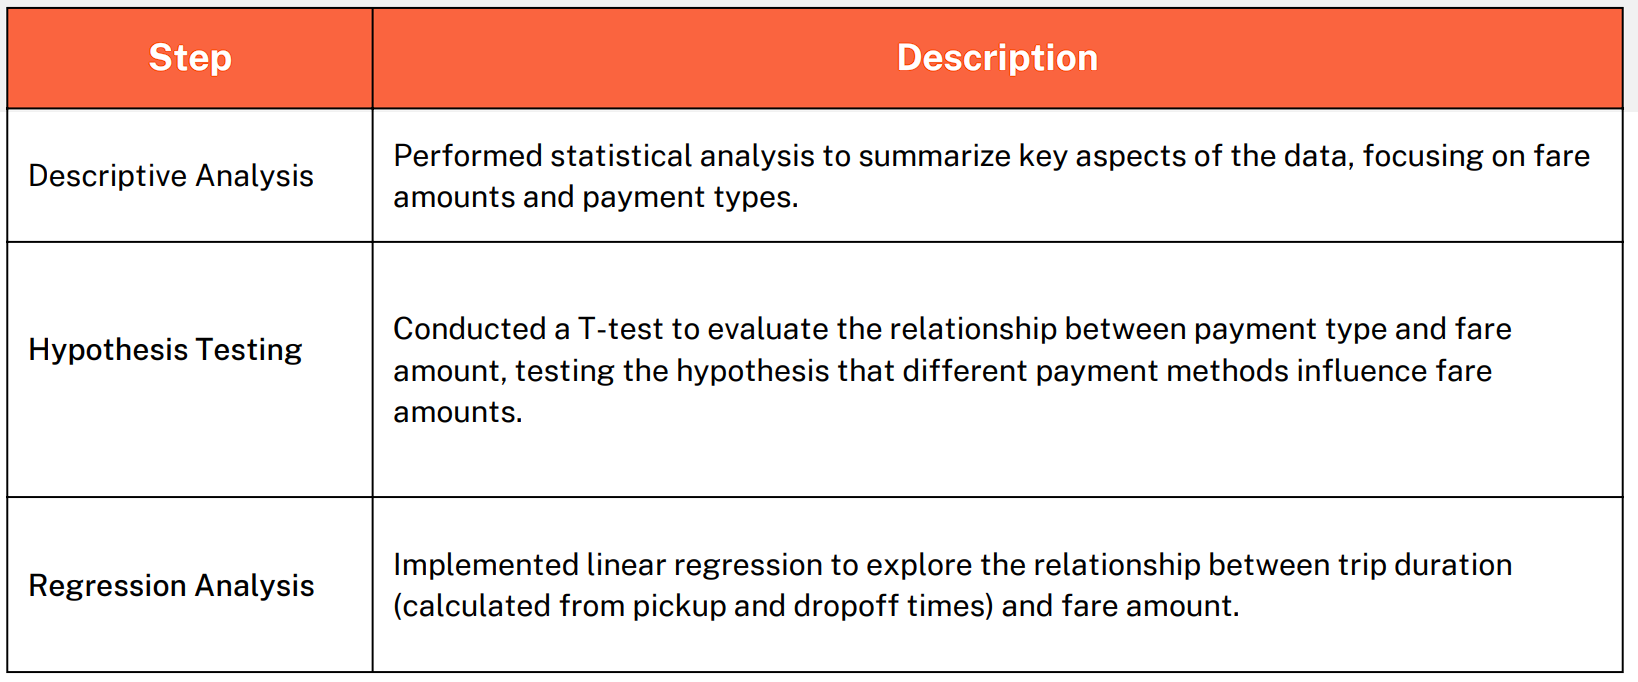 Step
Description
Descriptive Analysis
Performed statistical analysis to summarize key aspects of the data, focusing on fare
amounts and payment types.
Hypothesis Testing
Conducted a T-test to evaluate the relationship between payment type and fare
amount, testing the hypothesis that different payment methods influence fare
amounts.
Regression Analysis
Implemented linear regression to explore the relationship between trip duration
(calculated from pickup and dropoff times) and fare amount.